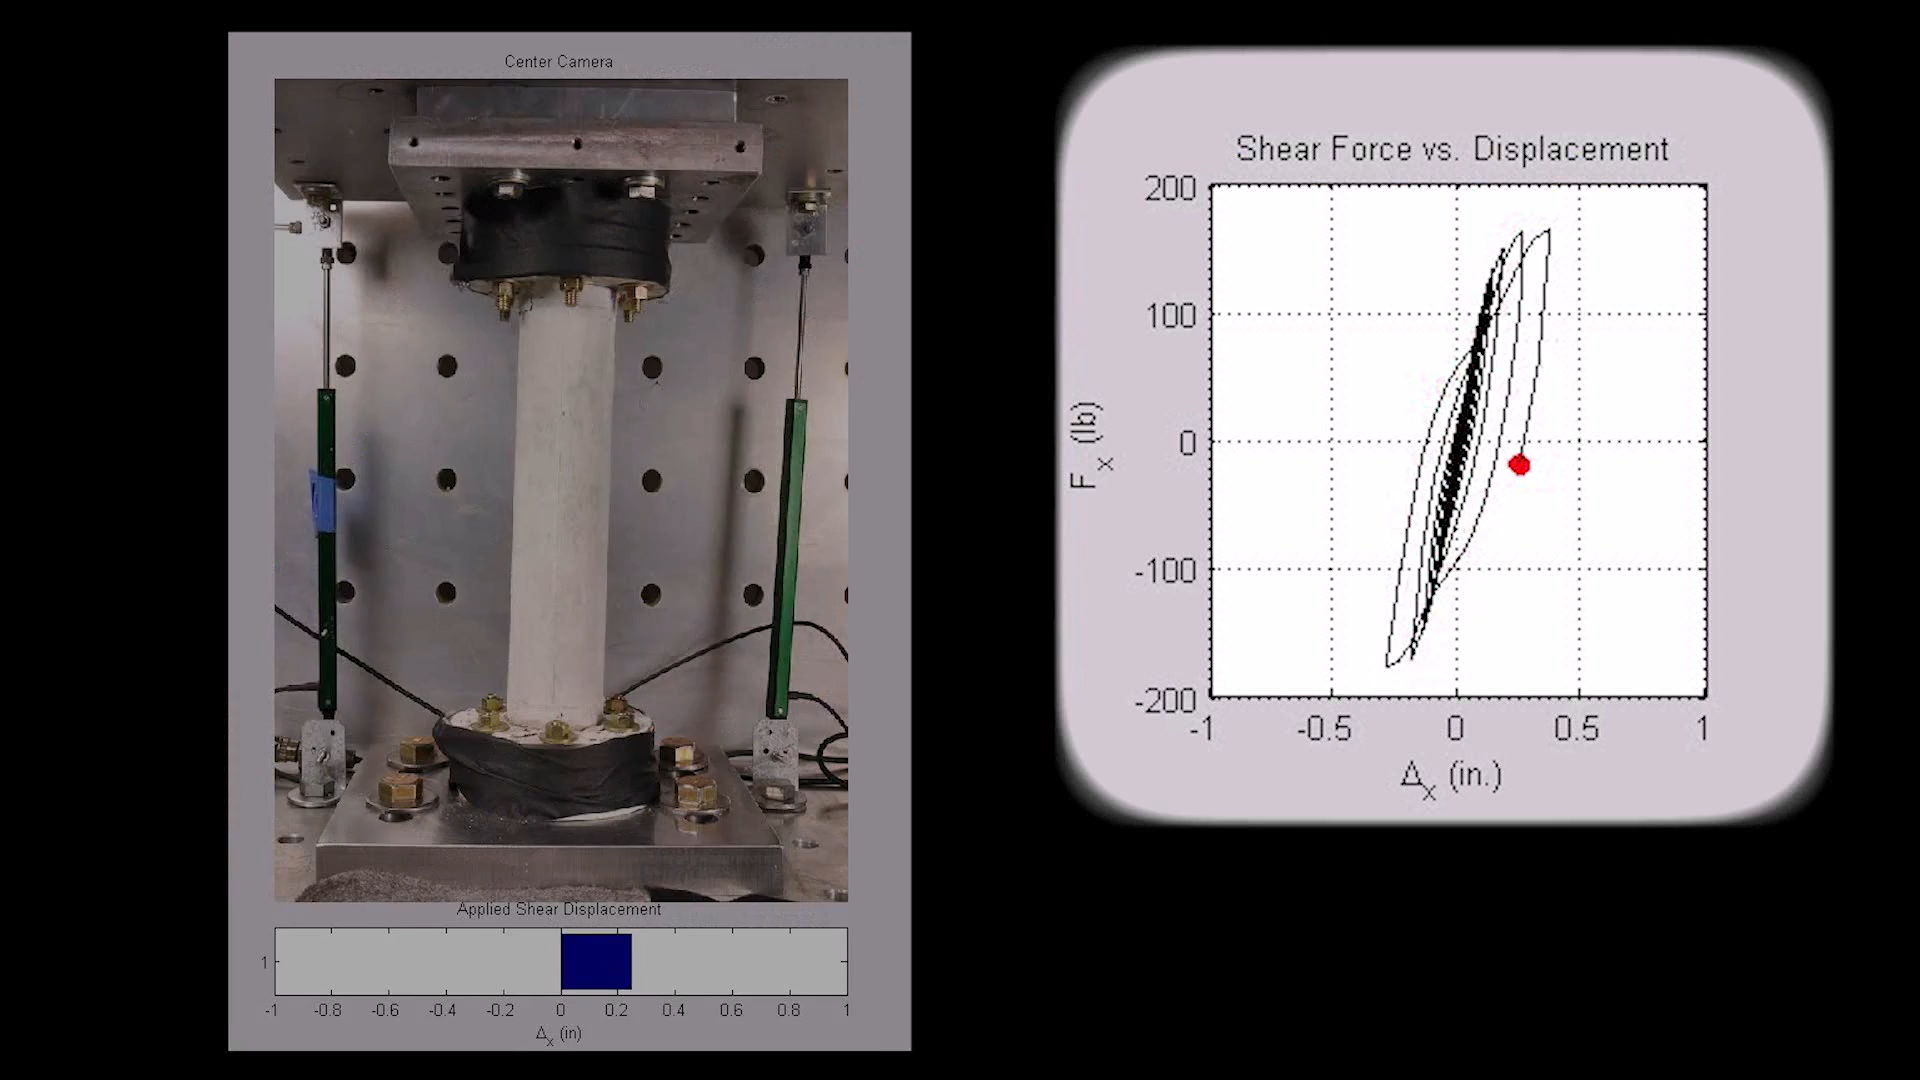 Center Camera
Applied Shear Displacement
1
-1 -0.8 -0.6 -0.4 -0.2 0 0.2 0.4 0.6 0.8 1
Δx (in)
Shear Force vs. Displacement
200
100
0
-100
-200
Fx (lb)
-1 -0.5 0 0.5 1
Δx (in.)